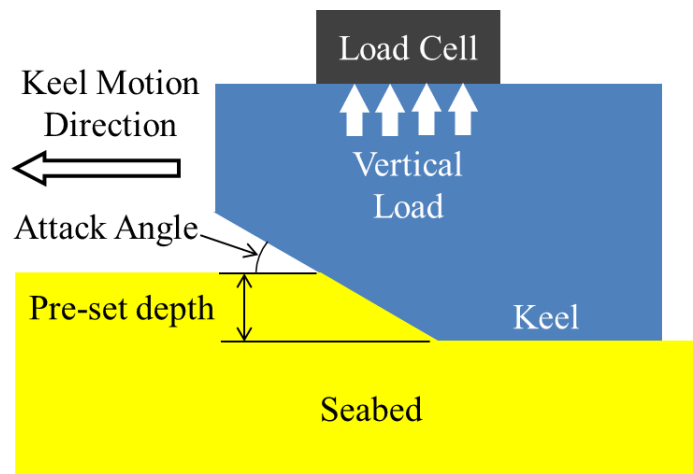 Load Cell
Keel Motion
Direction
Vertical
Load
Attack Angle
Pre-set depth
Keel
Seabed